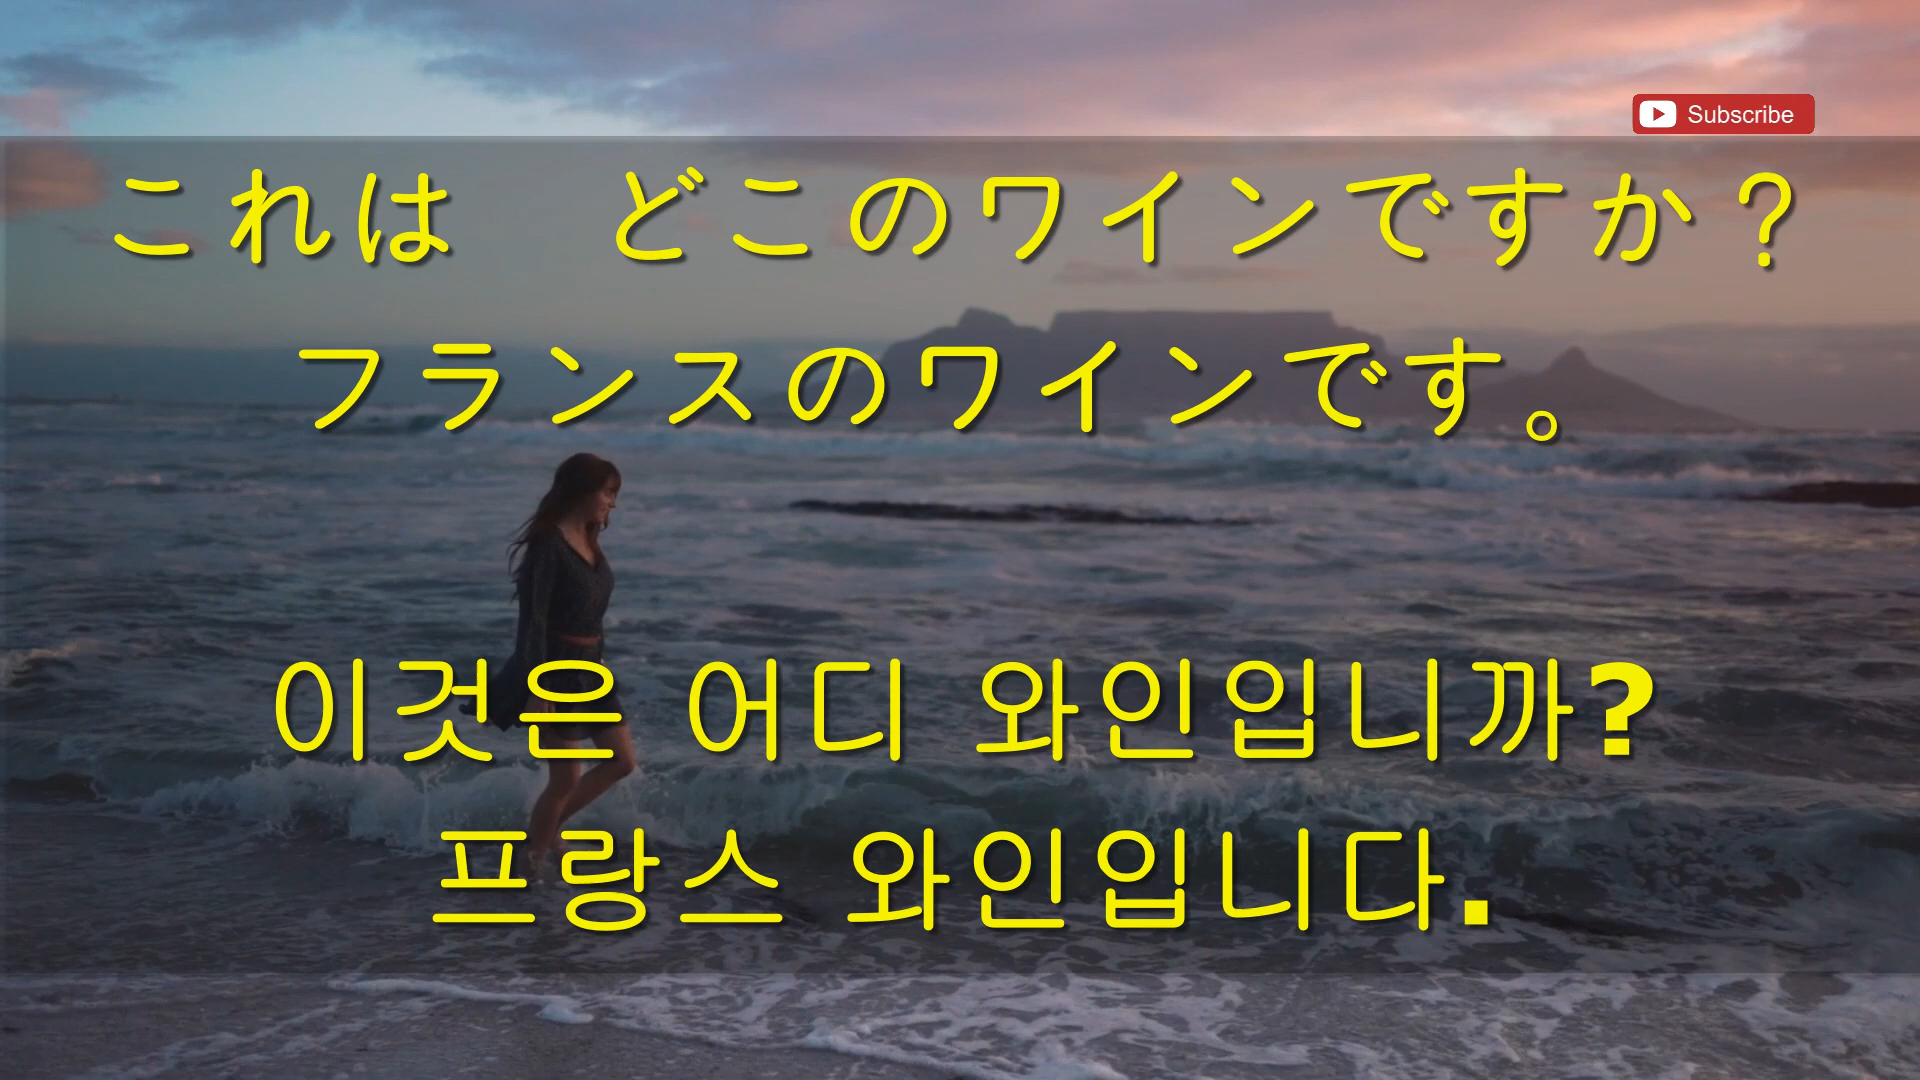 Subscribe
これは　どこのワインですか？
フランスのワインです。
이것은 어디 와인입니까?
프랑스 와인입니다.